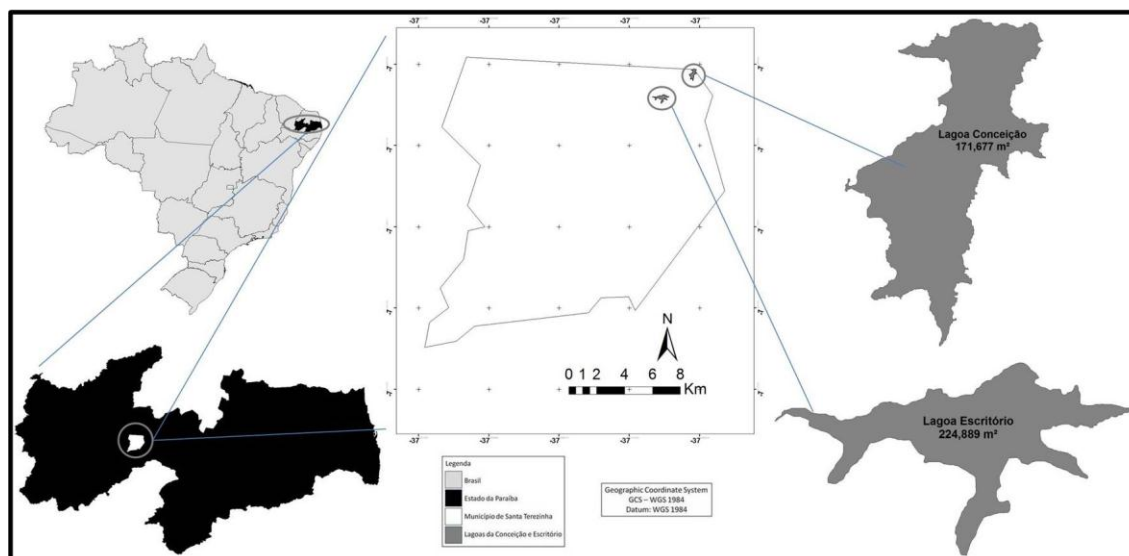 -37 -37 -37 -37 -37
Lagoa Conceição
171,677 m²
N
0 1 2 4 6 8
Km
-37 -37 -37 -37 -37
Lagoa Escritório
224,889 m²
Legenda
Brasil
Estado da Paraíba
Município de Santa Terezinha
Lagoas da Conceição e Escritório
Geographic Coordinate System
GCS – WGS 1984
Datum: WGS 1984